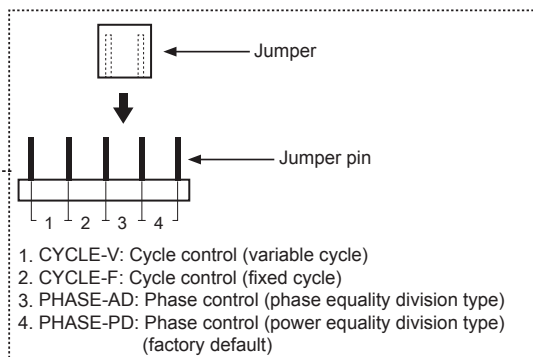 Jumper
Jumper pin
1 2 3 4
1. CYCLE-V: Cycle control (variable cycle)
2. CYCLE-F: Cycle control (fixed cycle)
3. PHASE-AD: Phase control (phase equality division type)
4. PHASE-PD: Phase control (power equality division type)
(factory default)